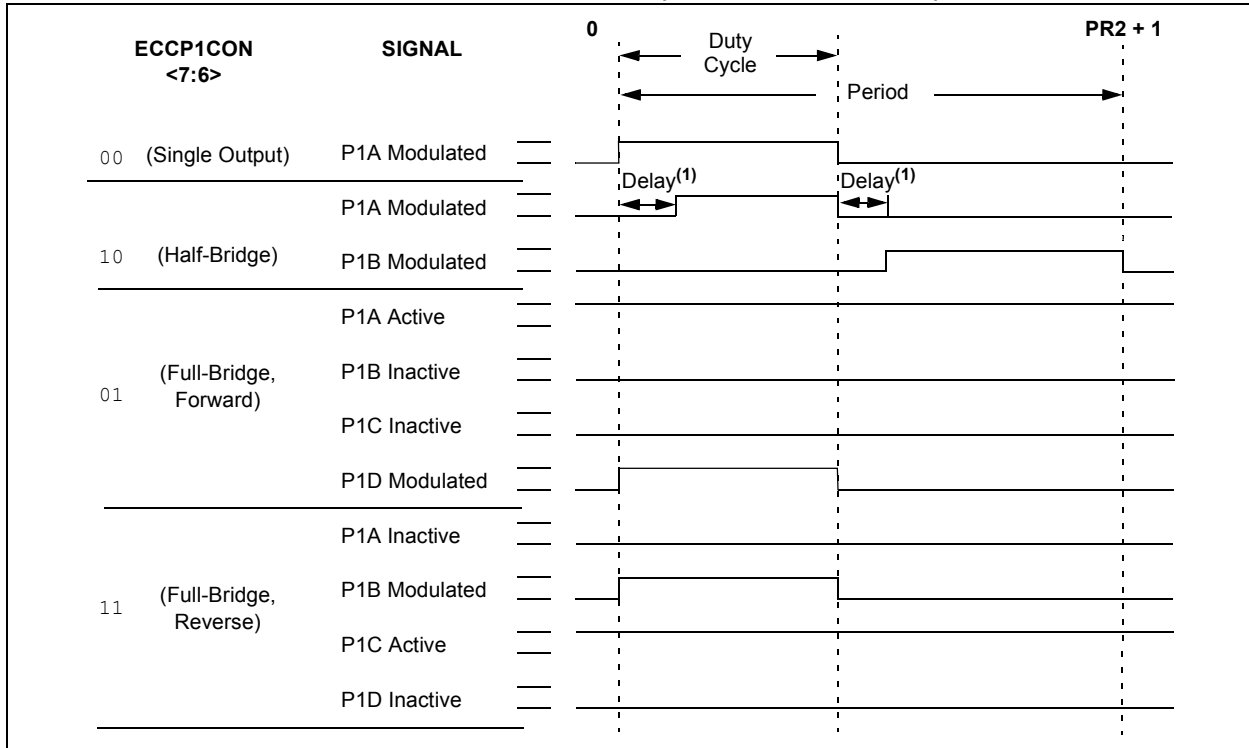 ECCP1CON
<7:6>
SIGNAL
0
PR2 + 1
Duty
Cycle
Period
00 (Single Output) P1A Modulated
Delay(1) Delay(1)
P1A Modulated
10 (Half-Bridge) P1B Modulated
P1A Active
01 (Full-Bridge,
Forward)
P1B Inactive
P1C Inactive
P1D Modulated
P1A Inactive
11 (Full-Bridge,
Reverse)
P1B Modulated
P1C Active
P1D Inactive